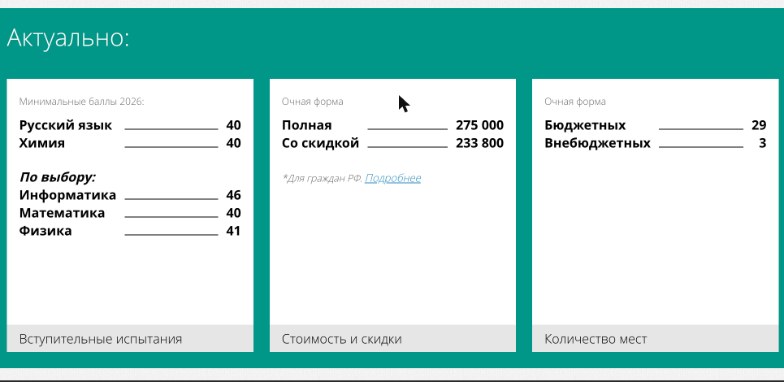 Актуально:
Минимальные баллы 2026:
Русский язык 40
Химия 40
По выбору:
Информатика 46
Математика 40
Физика 41
Вступительные испытания
Очная форма
Полная 275 000
Со скидкой 233 800
*Для граждан РФ. Подробнее
Стоимость и скидки
Очная форма
Бюджетных 29
Внебюджетных 3
Количество мест